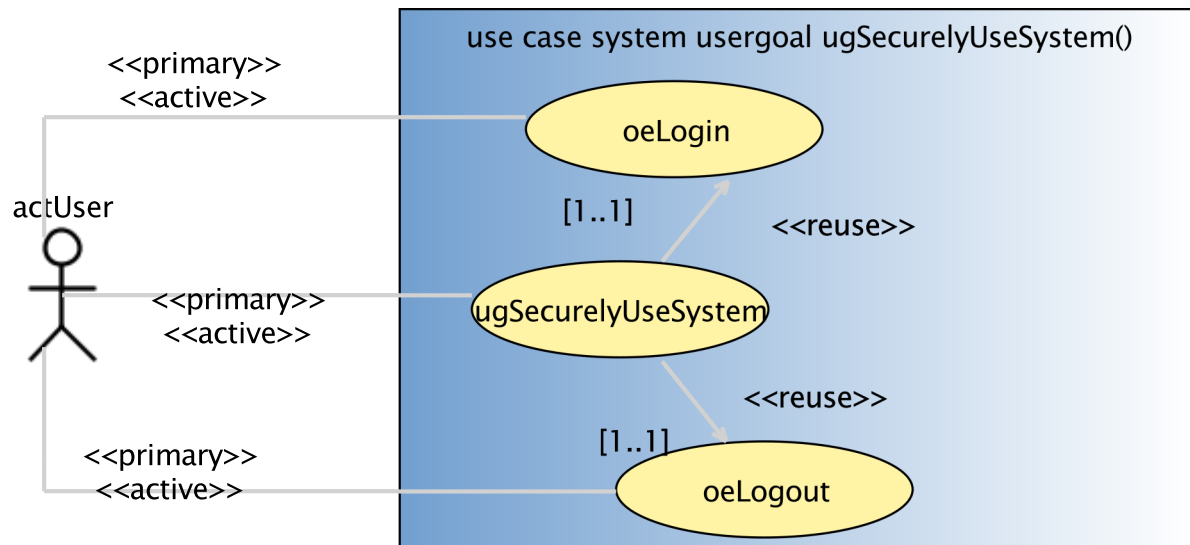 use case system usergoal ugSecurelyUseSystem()
<<primary>>
<<active>>
oeLogin
actUser
[1..1]
<<reuse>>
<<primary>>
<<active>>
ugSecurelyUseSystem
<<reuse>>
[1..1]
<<primary>>
<<active>>
oeLogout